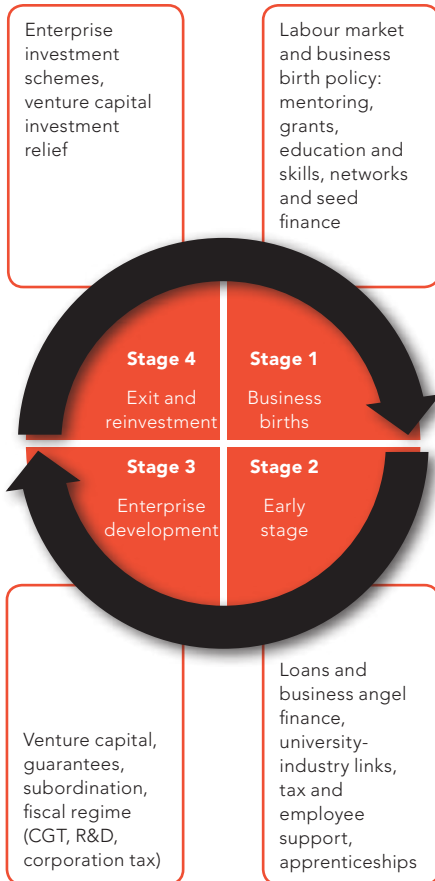 Enterprise
investment
schemes,
venture capital
investment
relief
Labour market
and business
birth policy:
mentoring,
grants,
education and
skills, networks
and seed
finance
Stage 4
Exit and
reinvestment
Stage 1
Business
births
Stage 3
Enterprise
development
Stage 2
Early
stage
Venture capital,
guarantees,
subordination,
fiscal regime
(CGT, R&D,
corporation tax)
Loans and
business angel
finance,
university-
industry links,
tax and
employee
support,
apprenticeships